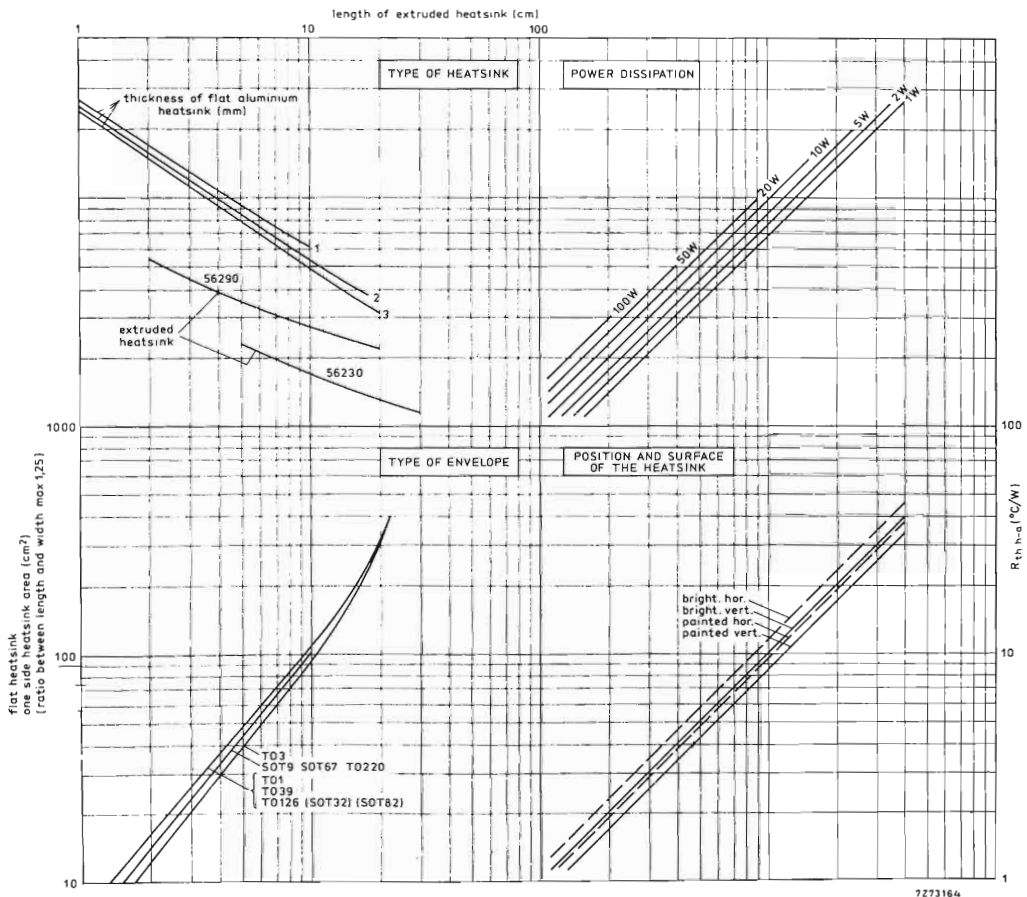 length of extruded heatsink (cm)
1
10
100
TYPE OF HEATSINK
POWER DISSIPATION
thickness of flat aluminium
heatsink (mm)
1
2
3
56290
extruded
heatsink
56230
2W
1W
5W
10W
20W
50W
100W
1000
100
TYPE OF ENVELOPE
POSITION AND SURFACE
OF THE HEATSINK
flat heatsink
one side heatsink area (cm²)
(ratio between length and width max 1,25)
R th h-a (°C/W)
bright. hor.
bright. vert.
painted hor.
painted vert.
100
10
TO3
SOT9 SOT67 TO220
TO1
TO39
TO126 (SOT32) (SOT82)
10
1
7Z73164